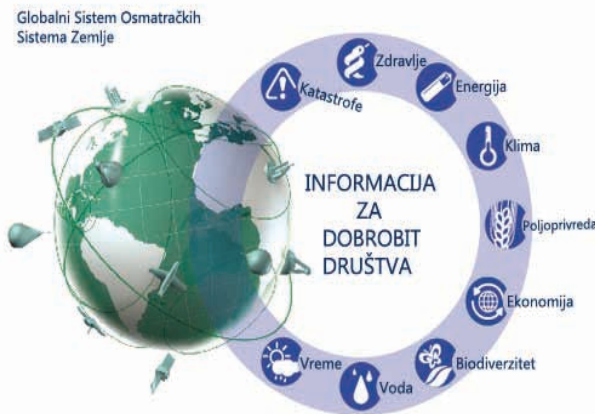 Globalni Sistem Osmatračkih
Sistema Zemlje
Katastrofe
Zdravlje
Energija
Klima
Poljoprivreda
Ekonomija
Biodiverzitet
Voda
Vreme
INFORMACIJA
ZA
DOBROBIT
DRUŠTVA